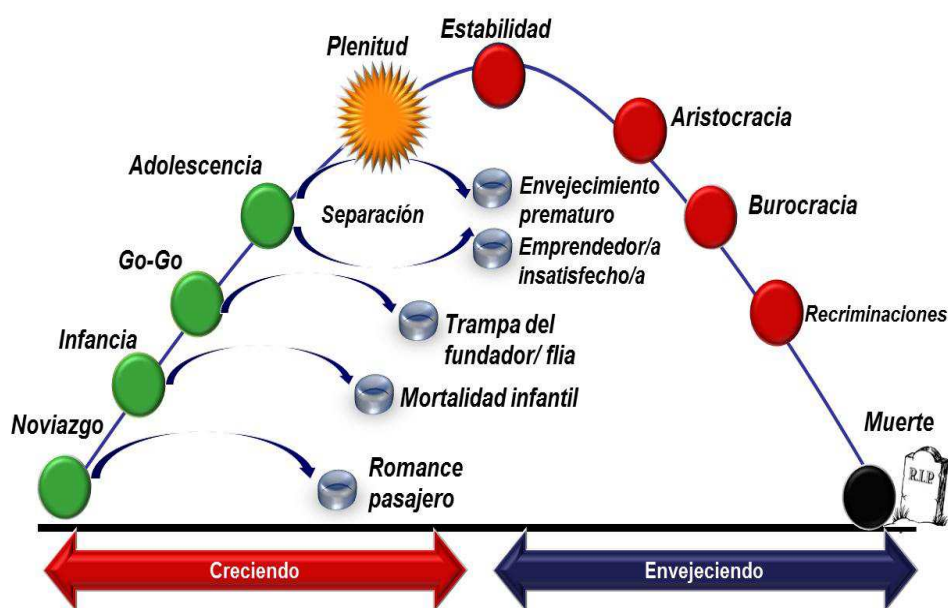 Estabilidad
Plenitud
Aristocracia
Adolescencia
Envejecimiento
prematuro
Separación
Burocracia
Emprendedor/a
insatisfecho/a
Go-Go
Recriminaciones
Trampa del
fundador/ flia
Infancia
Mortalidad infantil
Noviazgo
Muerte
Romance
pasajero
R.I.P
Creciendo
Envejeciendo